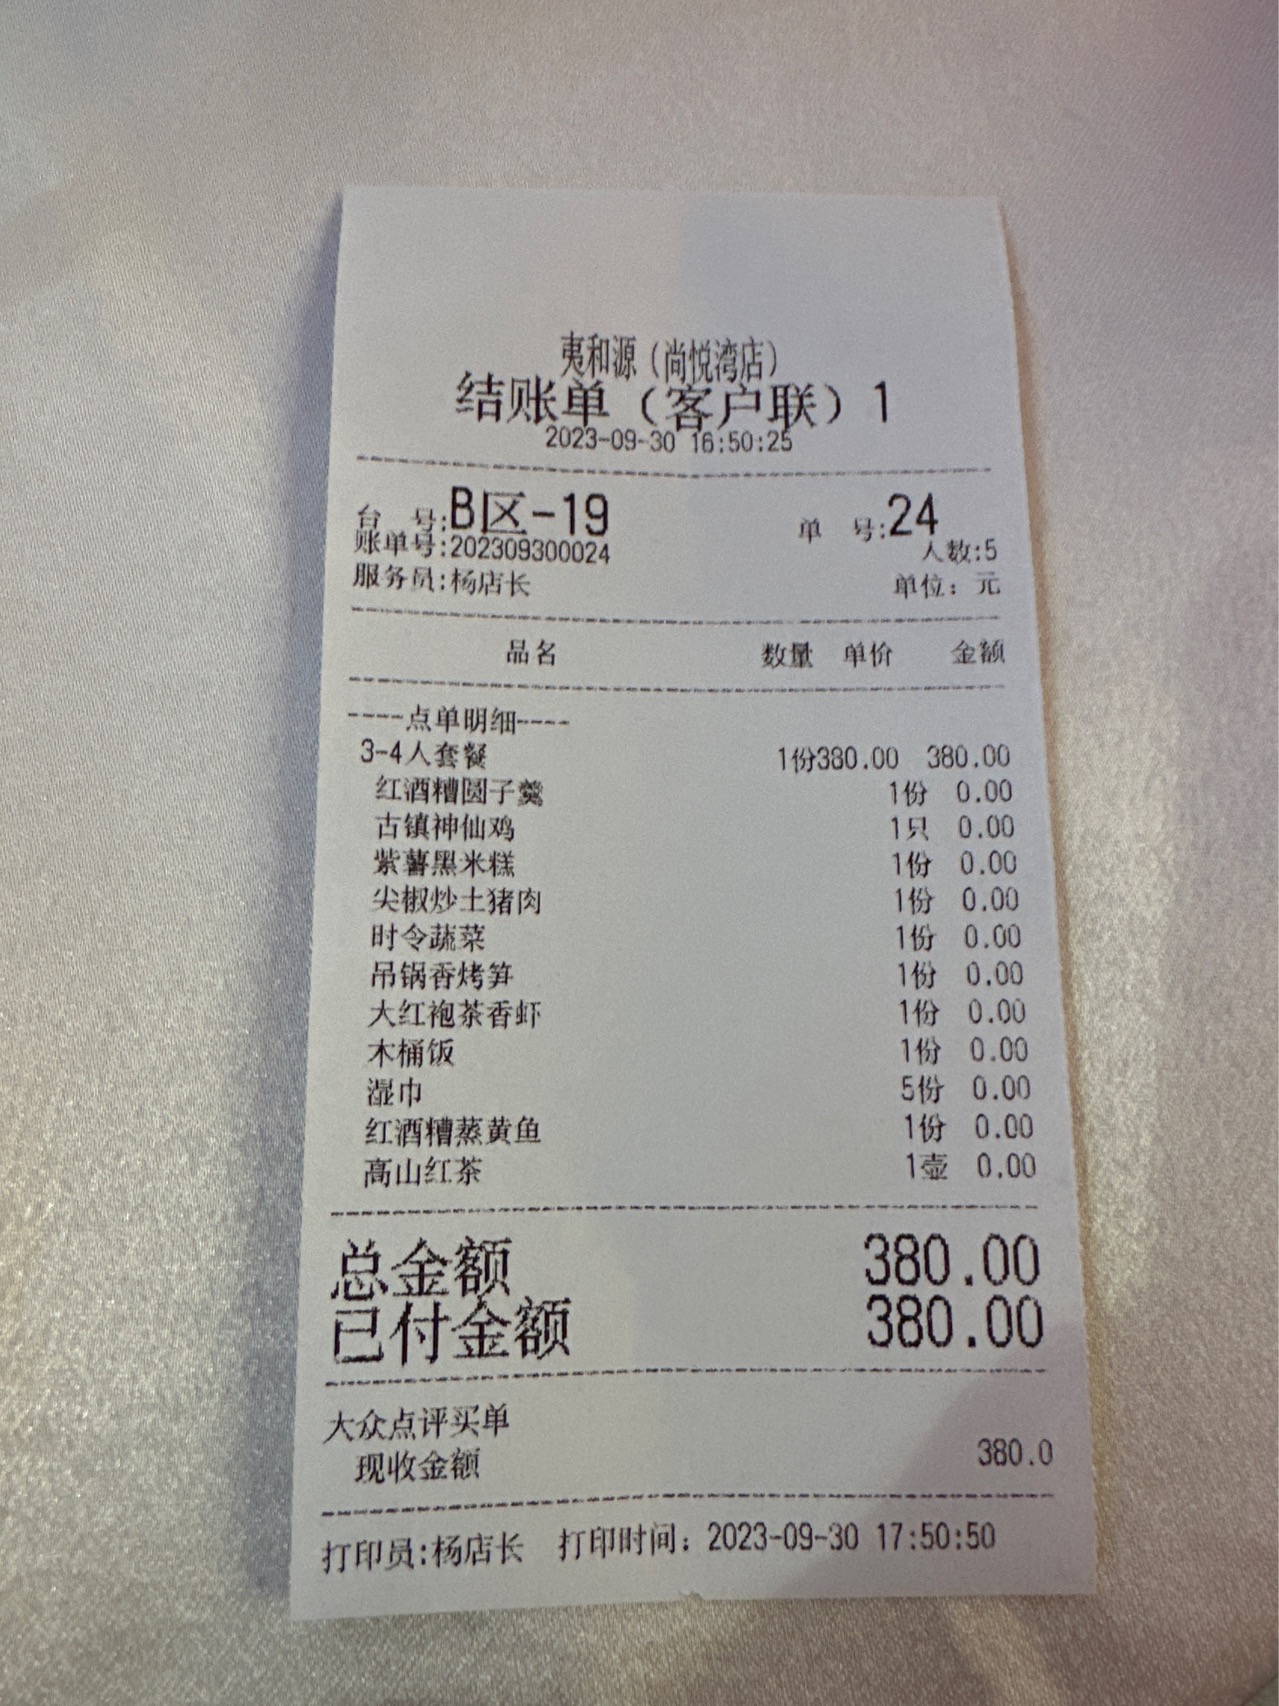 夷和源（尚悦湾店）
结账单（客户联）1
2023-09-30 16:50:25
台　号:B区-19　单　号:24
账单号:202309300024　人数:5
服务员:杨店长　单位：元
品名　数量　单价　金额
----点单明细----
3-4人套餐　1份380.00　380.00
红酒糟圆子羹　1份　0.00
古镇神仙鸡　1只　0.00
紫薯黑米糕　1份　0.00
尖椒炒土猪肉　1份　0.00
时令蔬菜　1份　0.00
吊锅香烤笋　1份　0.00
大红袍茶香虾　1份　0.00
木桶饭　1份　0.00
湿巾　5份　0.00
红酒糟蒸黄鱼　1份　0.00
高山红茶　1壶　0.00
总金额　380.00
已付金额　380.00
大众点评买单
现收金额　380.0
打印员:杨店长　打印时间：2023-09-30 17:50:50